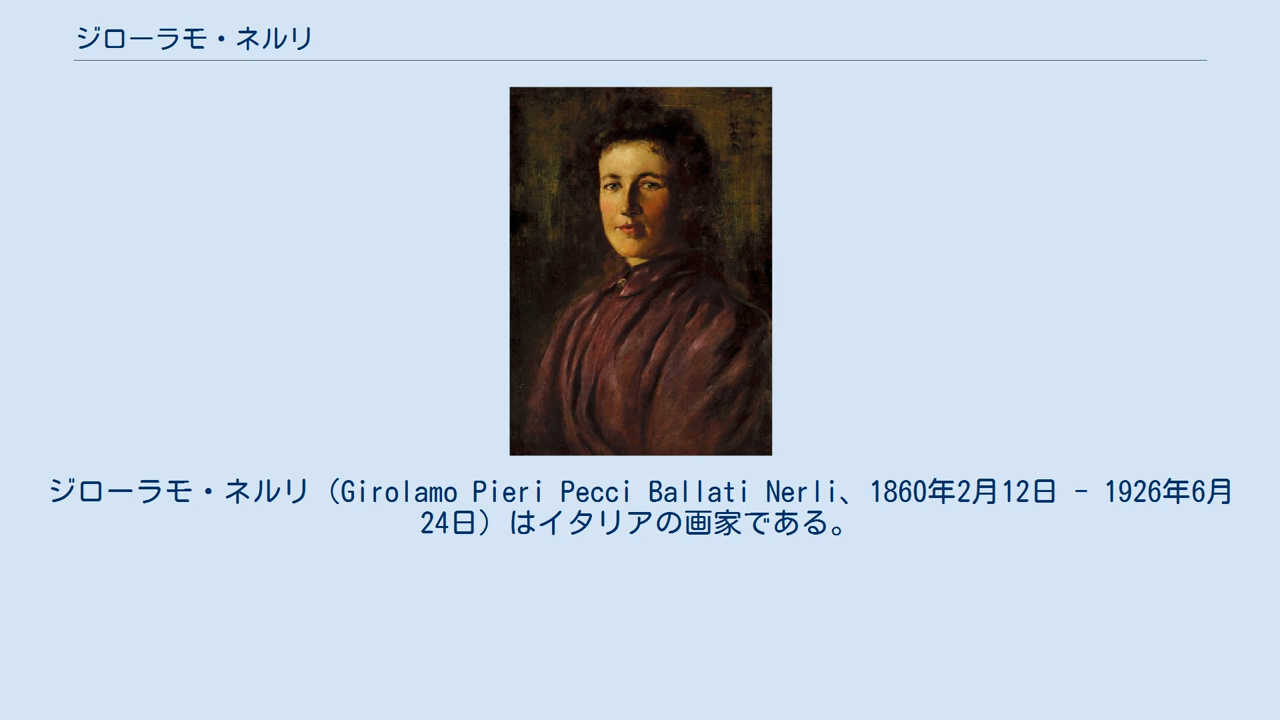 ジローラモ・ネルリ
ジローラモ・ネルリ（Girolamo Pieri Pecci Ballati Nerli、1860年2月12日 - 1926年6月
24日）はイタリアの画家である。